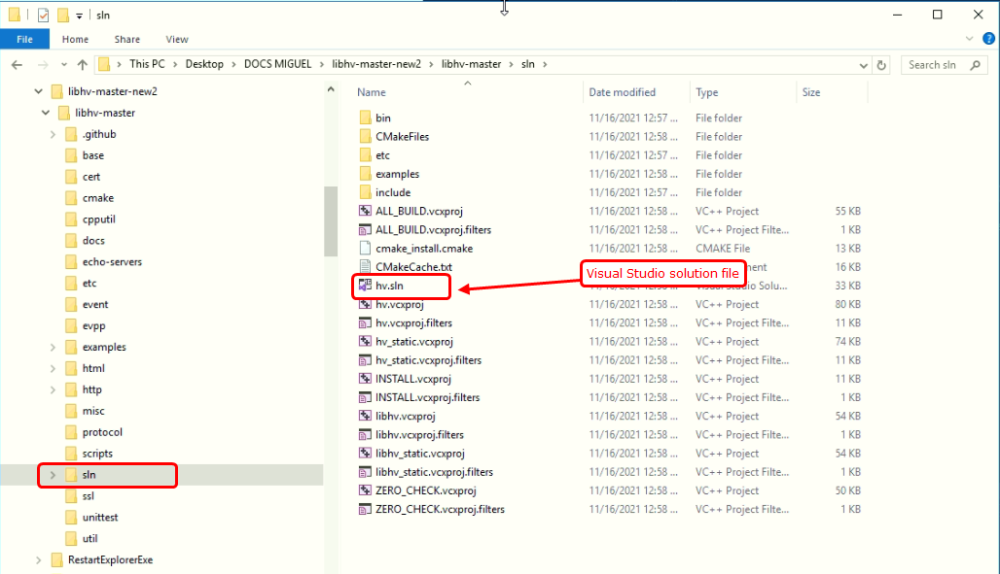 sln
File Home Share View
This PC > Desktop > DOCS MIGUEL > libhv-master-new2 > libhv-master > sln > Search sln
libhv-master-new2
libhv-master
.github
base
cert
cmake
cpputil
docs
echo-servers
etc
event
evpp
examples
html
http
misc
protocol
scripts
sln
ssl
unittest
util
RestartExplorerExe
Name Date modified Type Size
bin 11/16/2021 12:57 ... File folder
CMakeFiles 11/16/2021 12:58 ... File folder
etc 11/16/2021 12:57 ... File folder
examples 11/16/2021 12:58 ... File folder
include 11/16/2021 12:57 ... File folder
ALL_BUILD.vcxproj 11/16/2021 12:58 ... VC++ Project 55 KB
ALL_BUILD.vcxproj.filters 11/16/2021 12:58 ... VC++ Project Filte... 1 KB
cmake_install.cmake 11/16/2021 12:58 ... CMAKE File 13 KB
CMakeCache.txt 16 KB
Visual Studio solution file
hv.sln Visual Studio Solu... 33 KB
hv.vcxproj 11/16/2021 12:58 ... VC++ Project 80 KB
hv.vcxproj.filters 11/16/2021 12:58 ... VC++ Project Filte... 11 KB
hv_static.vcxproj 11/16/2021 12:58 ... VC++ Project 74 KB
hv_static.vcxproj.filters 11/16/2021 12:58 ... VC++ Project Filte... 11 KB
INSTALL.vcxproj 11/16/2021 12:58 ... VC++ Project 11 KB
INSTALL.vcxproj.filters 11/16/2021 12:58 ... VC++ Project Filte... 1 KB
libhv.vcxproj 11/16/2021 12:58 ... VC++ Project 54 KB
libhv.vcxproj.filters 11/16/2021 12:58 ... VC++ Project Filte... 1 KB
libhv_static.vcxproj 11/16/2021 12:58 ... VC++ Project 54 KB
libhv_static.vcxproj.filters 11/16/2021 12:58 ... VC++ Project Filte... 1 KB
ZERO_CHECK.vcxproj 11/16/2021 12:58 ... VC++ Project 50 KB
ZERO_CHECK.vcxproj.filters 11/16/2021 12:58 ... VC++ Project Filte... 1 KB